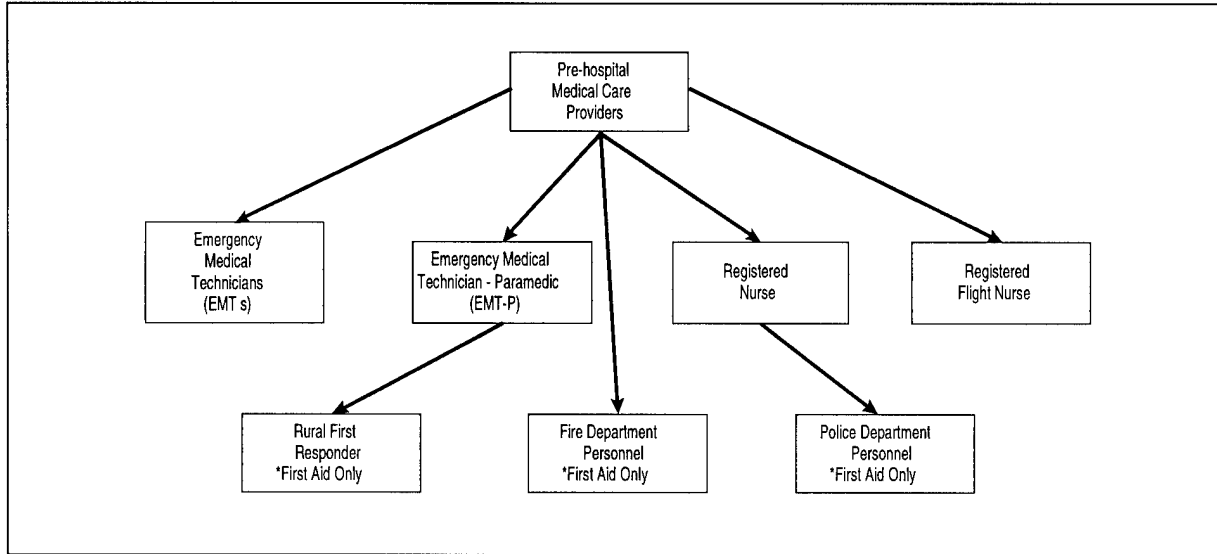 Pre-hospital
Medical Care
Providers
Emergency
Medical
Technicians
(EMT s)
Emergency Medical
Technician - Paramedic
(EMT-P)
Registered
Nurse
Registered
Flight Nurse
Rural First
Responder
*First Aid Only
Fire Department
Personnel
*First Aid Only
Police Department
Personnel
*First Aid Only